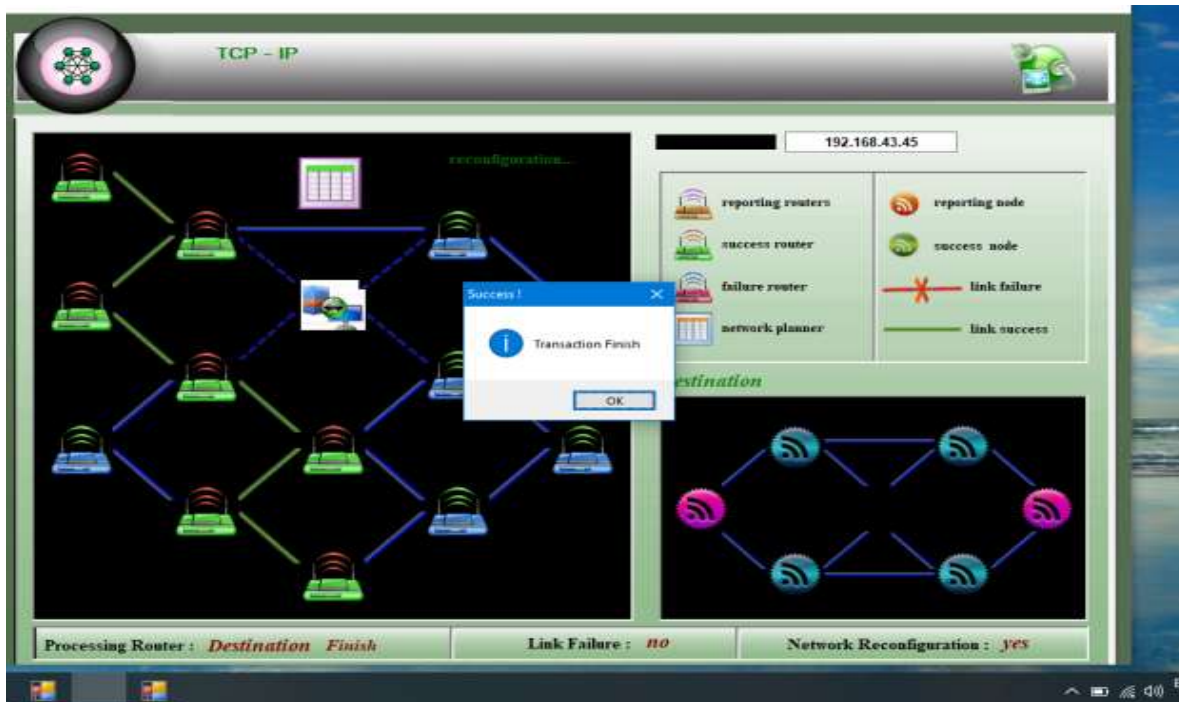 TCP - IP
reconfiguration...
192.168.43.45
reporting routers
reporting node
success router
success node
failure router
link failure
network planner
link success
Success !
Transaction Finish
OK
estination
Processing Router : Destination Finish
Link Failure : no
Network Reconfiguration : yes